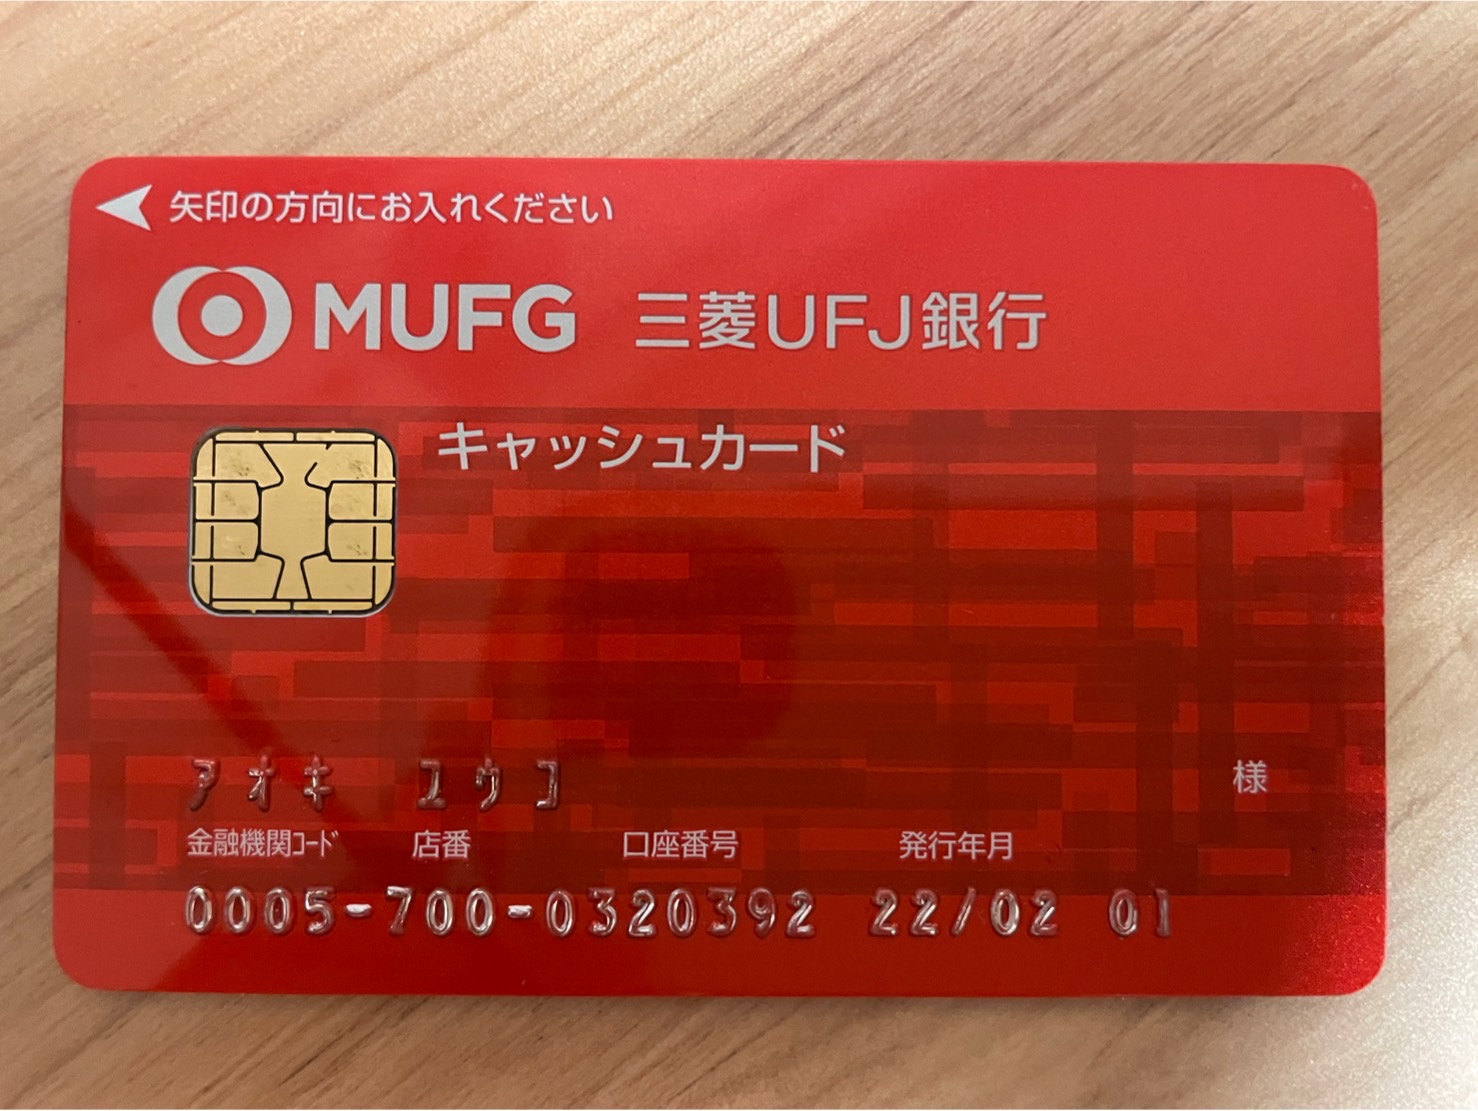 矢印の方向にお入れください
MUFG 三菱UFJ銀行
キャッシュカード
アオキ ユウコ 様
金融機関コード 店番 口座番号 発行年月
0005-700-0320392 22/02 01